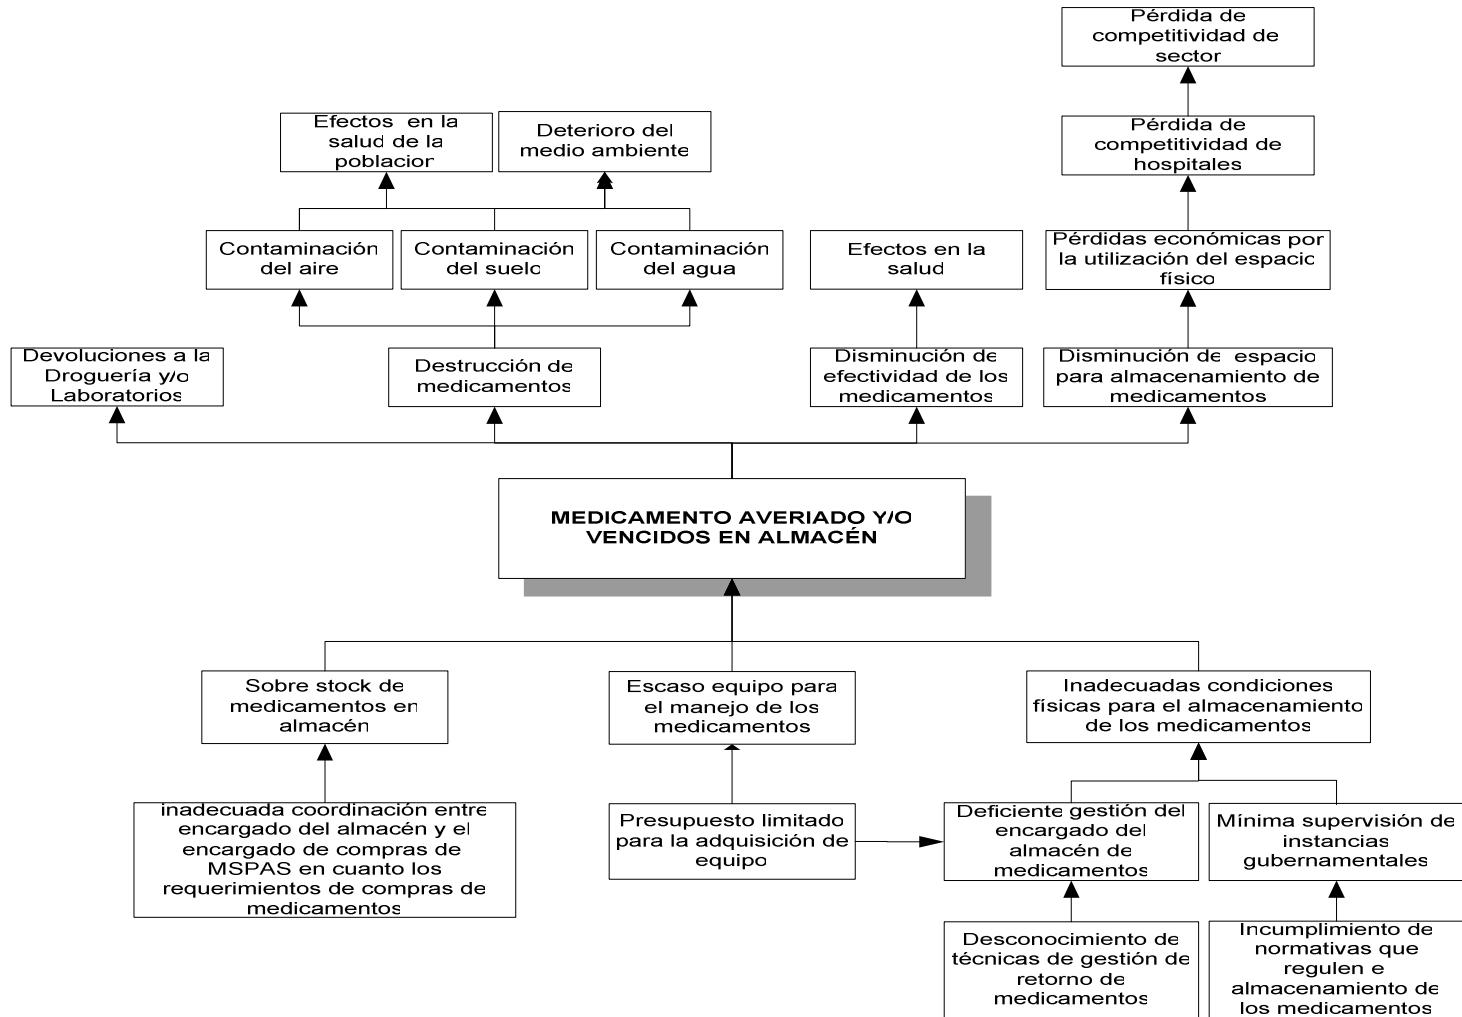 Pérdida de
competitividad de
sector
Efectos en la
salud de la
poblacion
Deterioro del
medio ambiente
Pérdida de
competitividad de
hospitales
Contaminación
del aire
Contaminación
del suelo
Contaminación
del agua
Efectos en la
salud
Pérdidas económicas por
la utilización del espacio
físico
Devoluciones a la
Droguería y/o
Laboratorios
Destrucción de
medicamentos
Disminución de
efectividad de los
medicamentos
Disminución de espacio
para almacenamiento de
medicamentos
MEDICAMENTO AVERIADO Y/O
VENCIDOS EN ALMACÉN
Sobre stock de
medicamentos en
almacén
Escaso equipo para
el manejo de los
medicamentos
Inadecuadas condiciones
físicas para el almacenamiento
de los medicamentos
inadecuada coordinación entre
encargado del almacén y el
encargado de compras de
MSPAS en cuanto los
requerimientos de compras de
medicamentos
Presupuesto limitado
para la adquisición de
equipo
Deficiente gestión del
encargado del
almacén de
medicamentos
Mínima supervisión de
instancias
gubernamentales
Desconocimiento de
técnicas de gestión de
retorno de
medicamentos
Incumplimiento de
normativas que
regulen e
almacenamiento de
los medicamentos